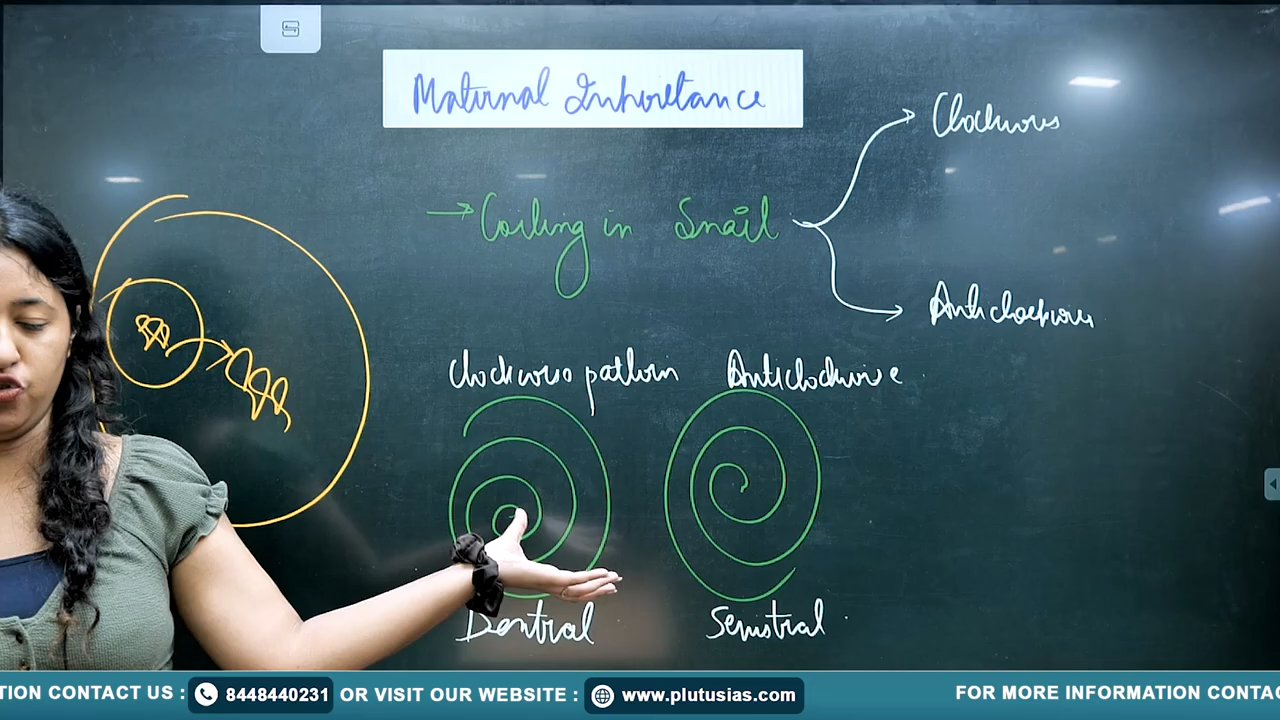 Maternal Inheritance
Clockwise
→ Coiling in Snail
Anticlockwise
Clockwise pattern
Anticlockwise
Dextral
Senistral
TION CONTACT US :
8448440231
OR VISIT OUR WEBSITE :
www.plutusias.com
FOR MORE INFORMATION CONTAC